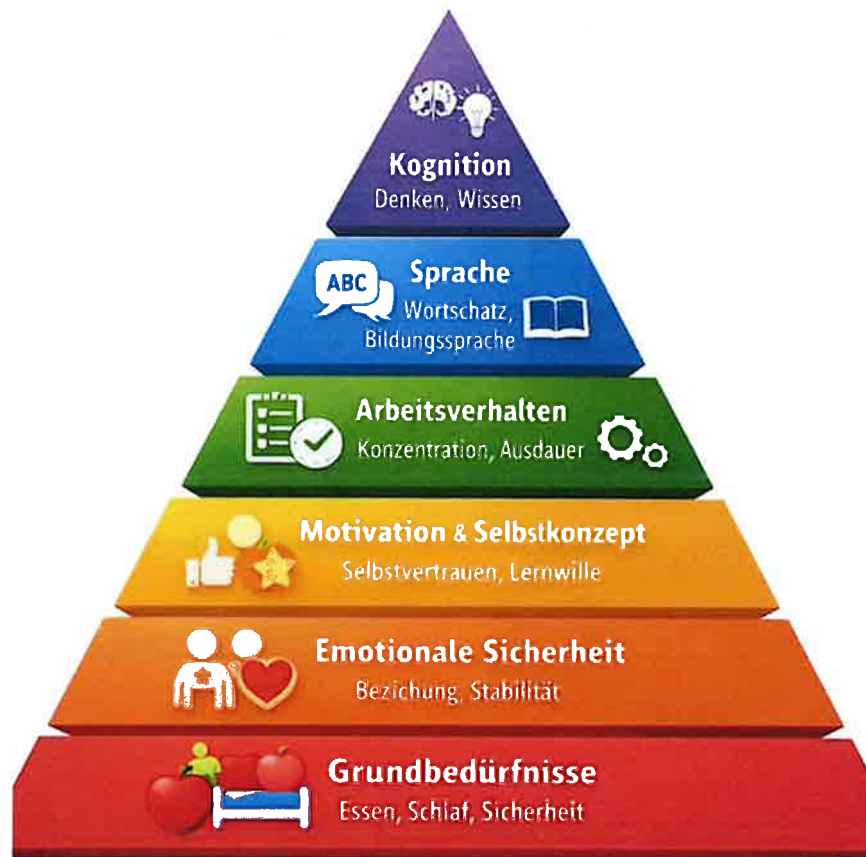 Kognition
Denken, Wissen
ABC
Sprache
Wortschatz,
Bildungssprache
Arbeitsverhalten
Konzentration, Ausdauer
Motivation & Selbstkonzept
Selbstvertrauen, Lernwille
Emotionale Sicherheit
Bezichung, Stabilität
Grundbedürfnisse
Essen, Schlaf, Sicherheit